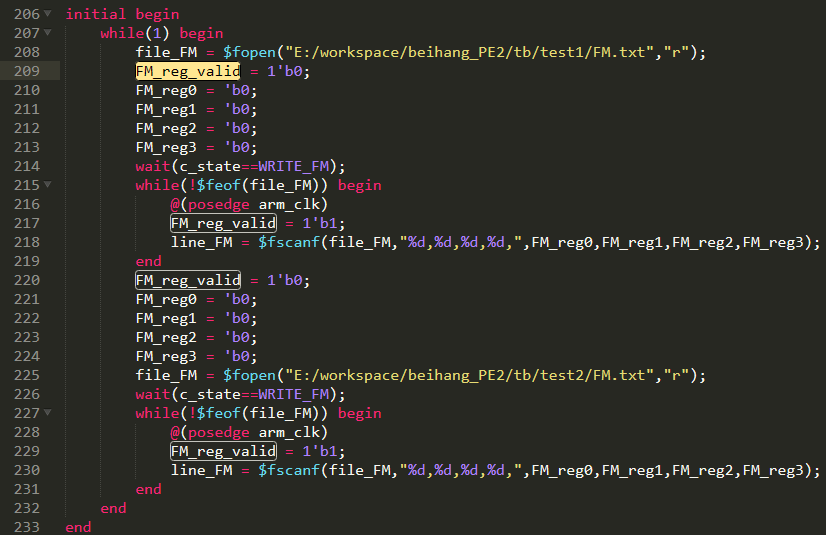 206 initial begin
207 while(1) begin
208 file_FM = $fopen("E:/workspace/beihang_PE2/tb/test1/FM.txt","r");
209 FM_reg_valid = 1'b0;
210 FM_reg0 = 'b0;
211 FM_reg1 = 'b0;
212 FM_reg2 = 'b0;
213 FM_reg3 = 'b0;
214 wait(c_state==WRITE_FM);
215 while(!$feof(file_FM)) begin
216 @(posedge arm_clk)
217 FM_reg_valid = 1'b1;
218 line_FM = $fscanf(file_FM,"%d,%d,%d,%d,",FM_reg0,FM_reg1,FM_reg2,FM_reg3);
219 end
220 FM_reg_valid = 1'b0;
221 FM_reg0 = 'b0;
222 FM_reg1 = 'b0;
223 FM_reg2 = 'b0;
224 FM_reg3 = 'b0;
225 file_FM = $fopen("E:/workspace/beihang_PE2/tb/test2/FM.txt","r");
226 wait(c_state==WRITE_FM);
227 while(!$feof(file_FM)) begin
228 @(posedge arm_clk)
229 FM_reg_valid = 1'b1;
230 line_FM = $fscanf(file_FM,"%d,%d,%d,%d,",FM_reg0,FM_reg1,FM_reg2,FM_reg3);
231 end
232 end
233 end